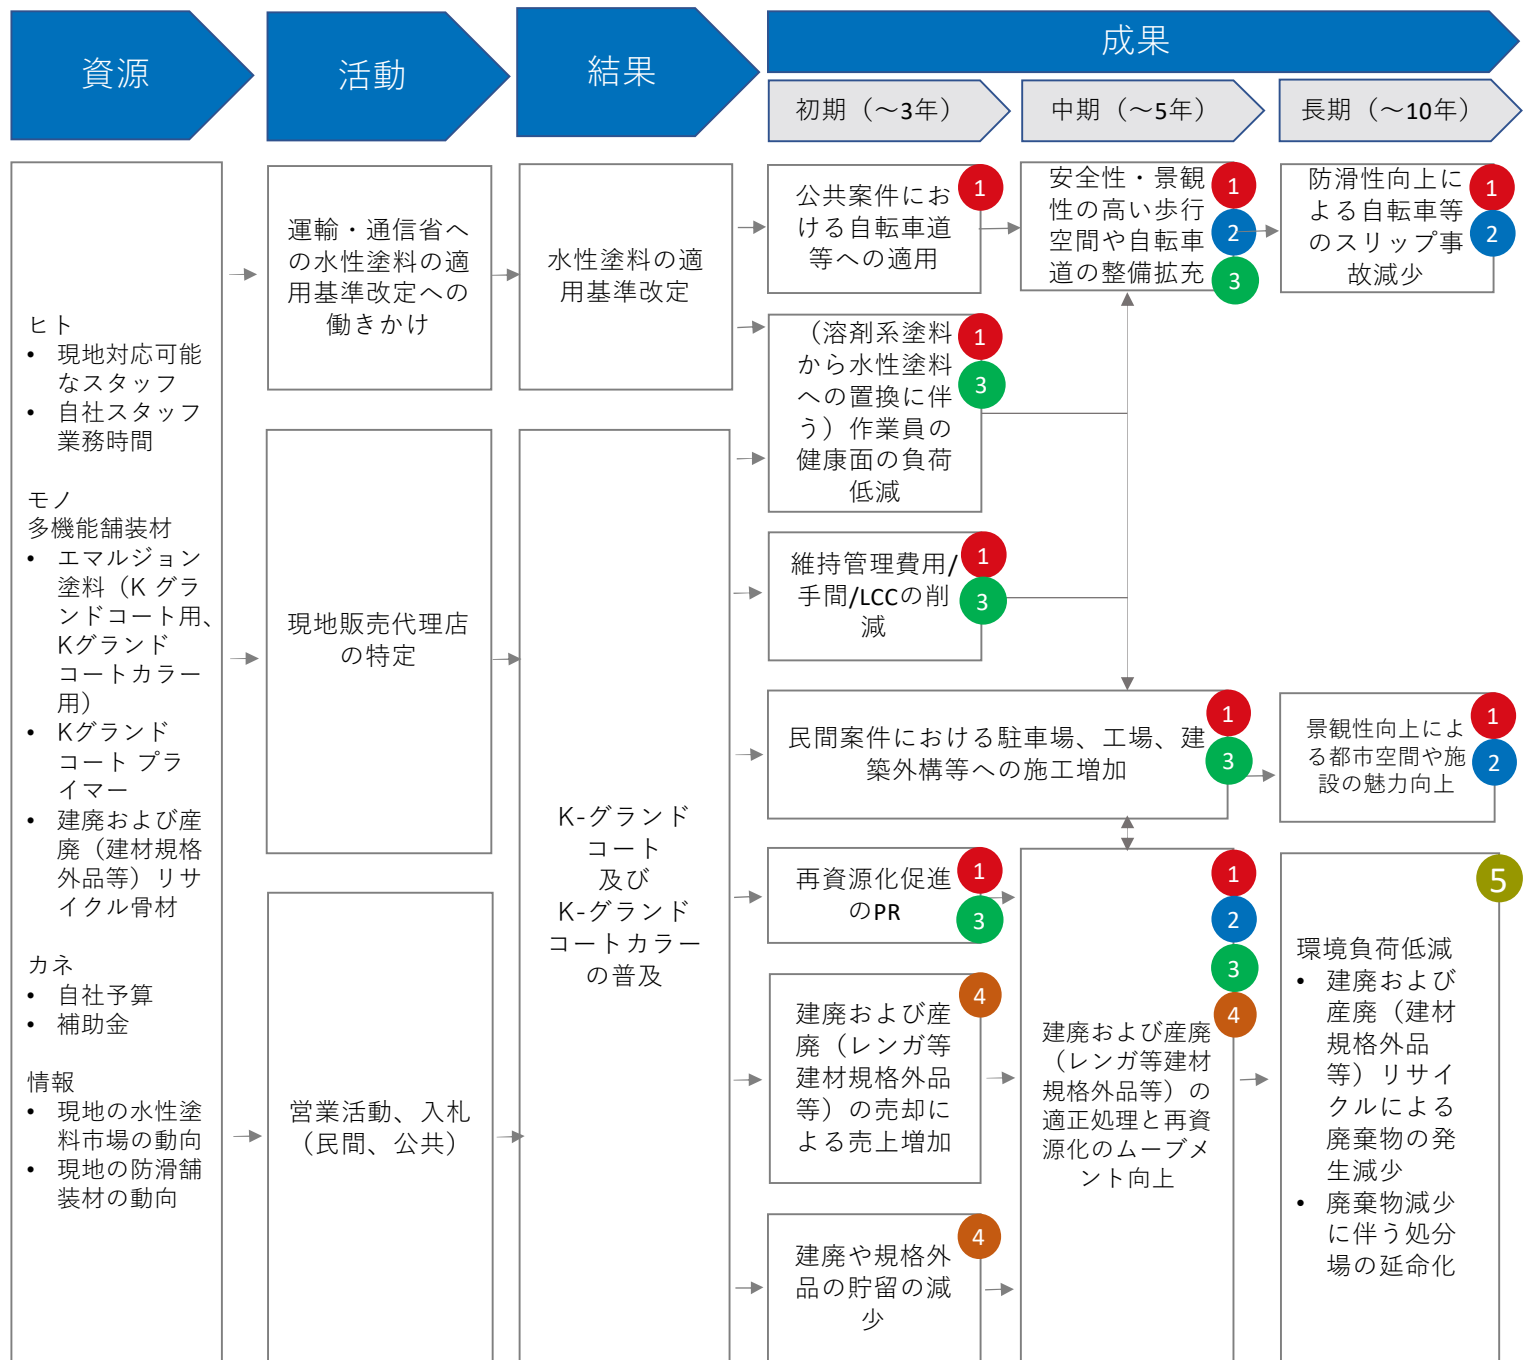 資源
活動
結果
成果
初期（～3年）
中期（～5年）
長期（～10年）
ヒト
• 現地対応可能
なスタッフ
• 自社スタッフ
業務時間
モノ
多機能舗装材
• エマルジョン
塗料（K グラ
ンドコート用、
Kグランド
コートカラー
用）
• Kグランド
コート プラ
イマー
• 建廃および産
廃（建材規格
外品等）リサ
イクル骨材
カネ
• 自社予算
• 補助金
情報
• 現地の水性塗
料市場の動向
• 現地の防滑舗
装材の動向
運輸・通信省へ
の水性塗料の適
用基準改定への
働きかけ
現地販売代理店
の特定
営業活動、入札
（民間、公共）
水性塗料の適
用基準改定
K-グランド
コート
及び
K-グランド
コートカラー
の普及
公共案件にお
ける自転車道
等への適用
1
（溶剤系塗料
から水性塗料
への置換に伴
う）作業員の
健康面の負荷
低減
1
3
維持管理費用/
手間/LCCの削
減
1
3
民間案件における駐車場、工場、建
築外構等への施工増加
1
3
再資源化促進
のPR
1
3
建廃および産
廃（レンガ等
建材規格外品
等）の売却に
よる売上増加
4
建廃や規格外
品の貯留の減
少
4
安全性・景観
性の高い歩行
空間や自転車
道の整備拡充
1
2
3
建廃および産廃
（レンガ等建材
規格外品等）の
適正処理と再資
源化のムーブメ
ント向上
1
2
3
4
防滑性向上に
よる自転車等
のスリップ事
故減少
1
2
景観性向上によ
る都市空間や施
設の魅力向上
1
2
環境負荷低減
• 建廃および
産廃（建材
規格外品
等）リサイ
クルによる
廃棄物の発
生減少
• 廃棄物減少
に伴う処分
場の延命化
5